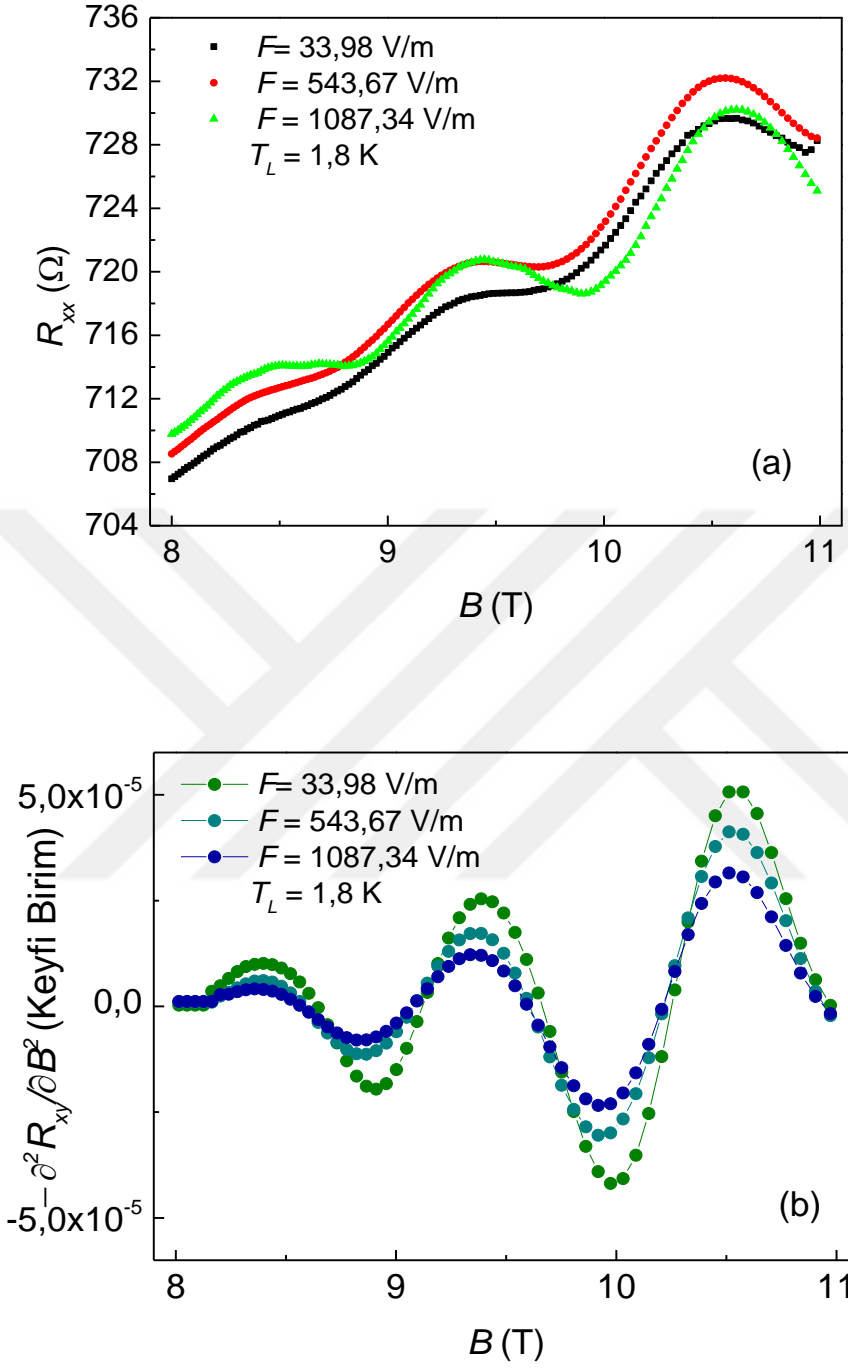 736
732
728
724
720
716
712
708
704
R_xx (Ω)
F= 33,98 V/m
F = 543,67 V/m
F = 1087,34 V/m
T_L = 1,8 K
(a)
8 9 10 11
B (T)
5,0x10⁻⁵
0,0
-5,0x10⁻⁵
−∂²R_xy/∂B² (Keyfi Birim)
F= 33,98 V/m
F = 543,67 V/m
F = 1087,34 V/m
T_L = 1,8 K
(b)
8 9 10 11
B (T)